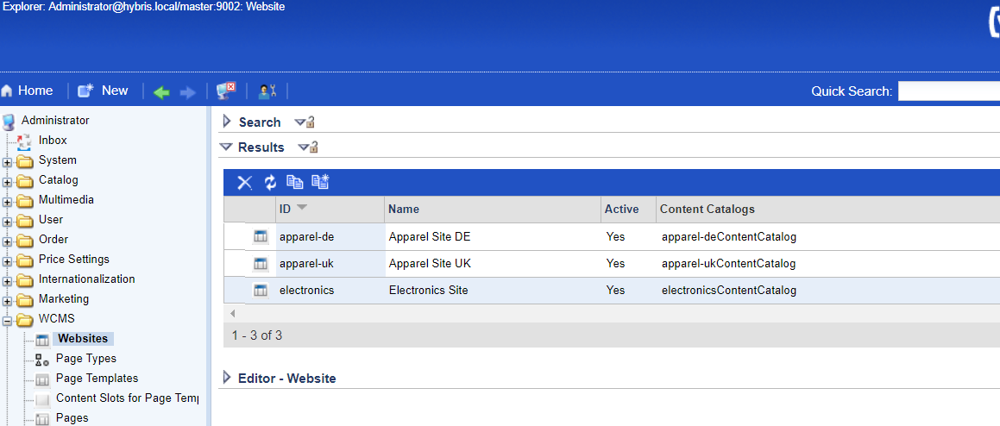 Explorer: Administrator@hybris.local/master:9002: Website
Home New Quick Search:
Administrator
Inbox
System
Catalog
Multimedia
User
Order
Price Settings
Internationalization
Marketing
WCMS
Websites
Page Types
Page Templates
Content Slots for Page Temp
Pages
Search
Results
ID Name Active Content Catalogs
apparel-de Apparel Site DE Yes apparel-deContentCatalog
apparel-uk Apparel Site UK Yes apparel-ukContentCatalog
electronics Electronics Site Yes electronicsContentCatalog
1 - 3 of 3
Editor - Website